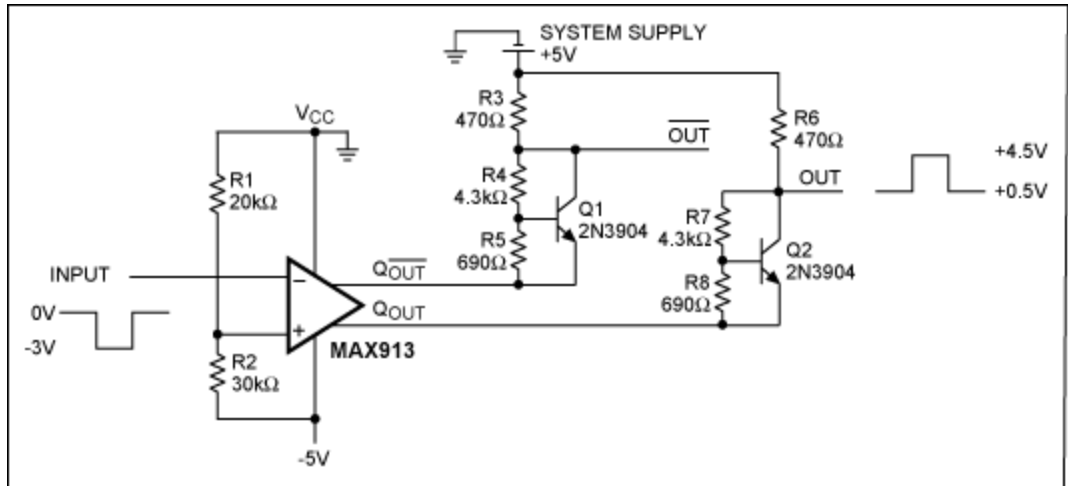 SYSTEM SUPPLY
+5V
R3
470Ω
R6
470Ω
VCC
OUT
+4.5V
R1
20kΩ
R4
4.3kΩ
OUT
+0.5V
Q1
2N3904
R7
4.3kΩ
R5
690Ω
Q2
2N3904
INPUT
QOUT
R8
690Ω
0V
-3V
−
+
QOUT
MAX913
R2
30kΩ
-5V